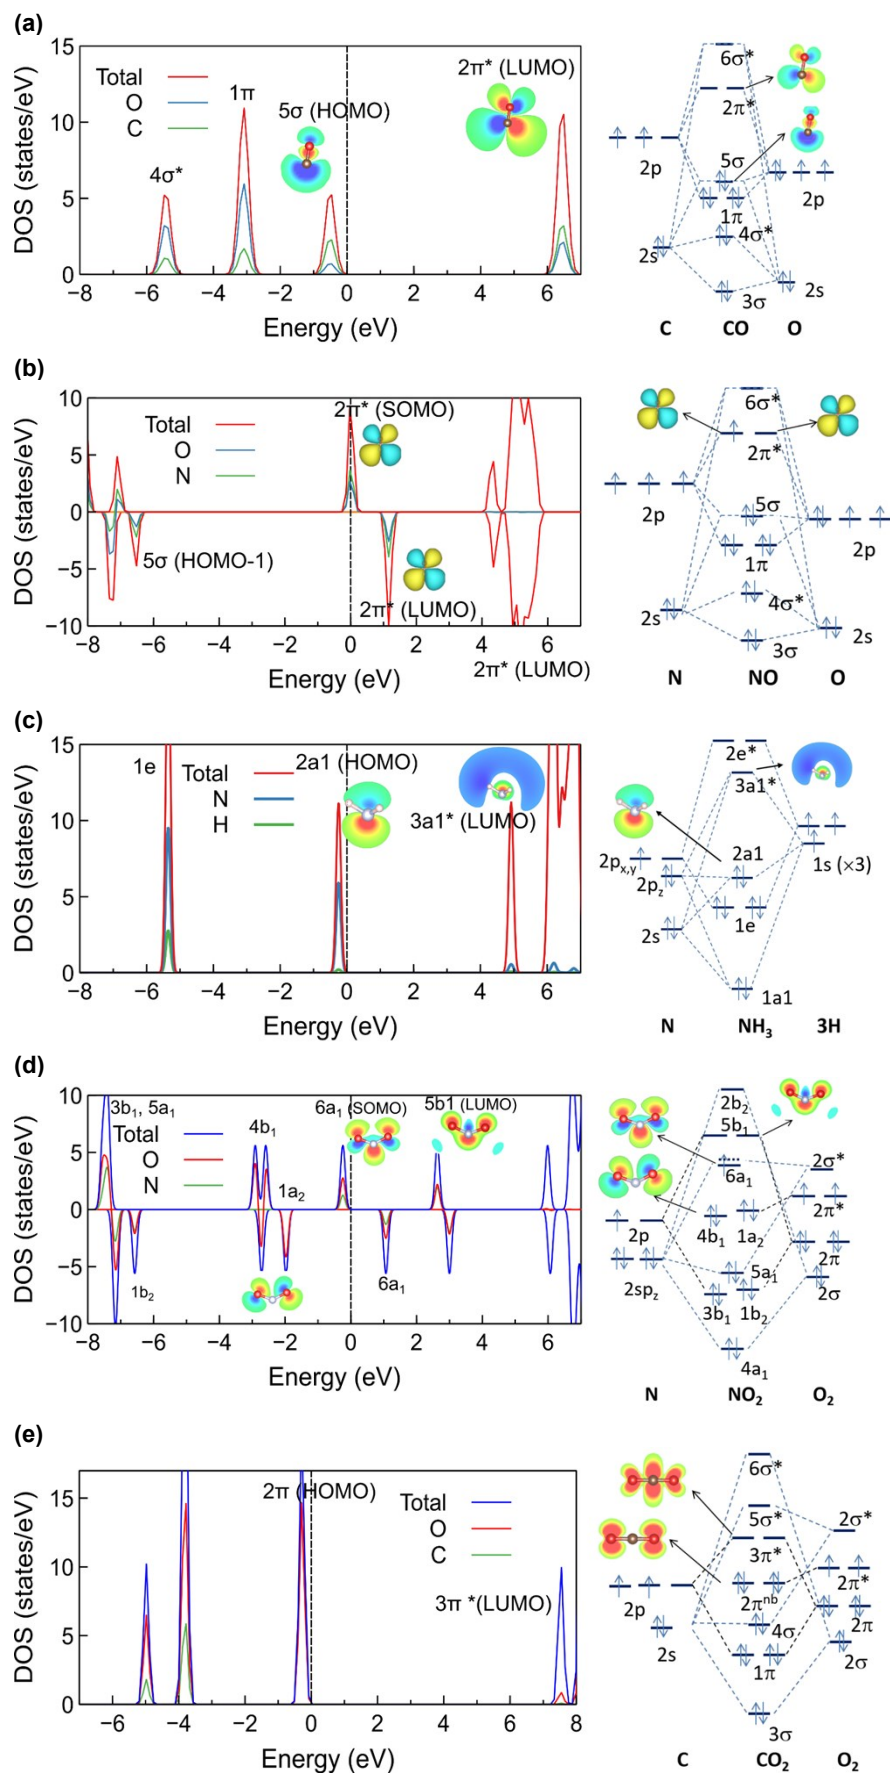 (a)
15
10
5
0
DOS (states/eV)
Total
O
C
4σ*
1π
5σ (HOMO)
2π* (LUMO)
−8 −6 −4 −2 0 2 4 6
Energy (eV)
6σ*
2π*
5σ
2p
2p
1π
4σ*
2s
2s
3σ
C CO O
(b)
10
5
0
−5
−10
DOS (states/eV)
Total
O
N
2π* (SOMO)
5σ (HOMO-1)
2π* (LUMO)
−8 −6 −4 −2 0 2 4 6
Energy (eV)
2π* (LUMO)
6σ*
2π*
2p
5σ
2p
1π
4σ*
2s
2s
3σ
N NO O
(c)
15
10
5
0
DOS (states/eV)
1e
Total
N
H
2a1 (HOMO)
3a1* (LUMO)
−8 −6 −4 −2 0 2 4 6
Energy (eV)
2e*
3a1*
2px,y
2a1
1s (×3)
2pz
1e
2s
1a1
N NH3 3H
(d)
10
5
0
−5
−10
DOS (states/eV)
3b1, 5a1
Total
O
N
4b1
6a1 (SOMO)
5b1 (LUMO)
1a2
1b2
6a1
−8 −6 −4 −2 0 2 4 6
Energy (eV)
2b2
5b1
2σ*
6a1
2π*
2p
4b1 1a2
2π
2spz
5a1
2σ
3b1 1b2
4a1
N NO2 O2
(e)
15
10
5
0
DOS (states/eV)
2π (HOMO)
Total
O
C
3π *(LUMO)
−6 −4 −2 0 2 4 6 8
Energy (eV)
6σ*
5σ*
2σ*
3π*
2π*
2p
2πnb
2π
2s
4σ
2σ
1π
3σ
C CO2 O2